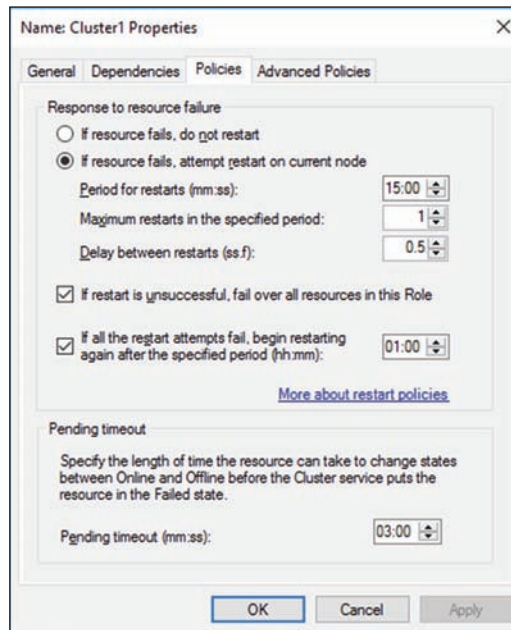 Name: Cluster1 Properties
General Dependencies Policies Advanced Policies
Response to resource failure
If resource fails, do not restart
If resource fails, attempt restart on current node
Period for restarts (mm:ss): 15:00
Maximum restarts in the specified period: 1
Delay between restarts (ss.f): 0.5
If restart is unsuccessful, fail over all resources in this Role
If all the restart attempts fail, begin restarting
again after the specified period (hh:mm): 01:00
More about restart policies
Pending timeout
Specify the length of time the resource can take to change states
between Online and Offline before the Cluster service puts the
resource in the Failed state.
Pending timeout (mm:ss): 03:00
OK Cancel Apply